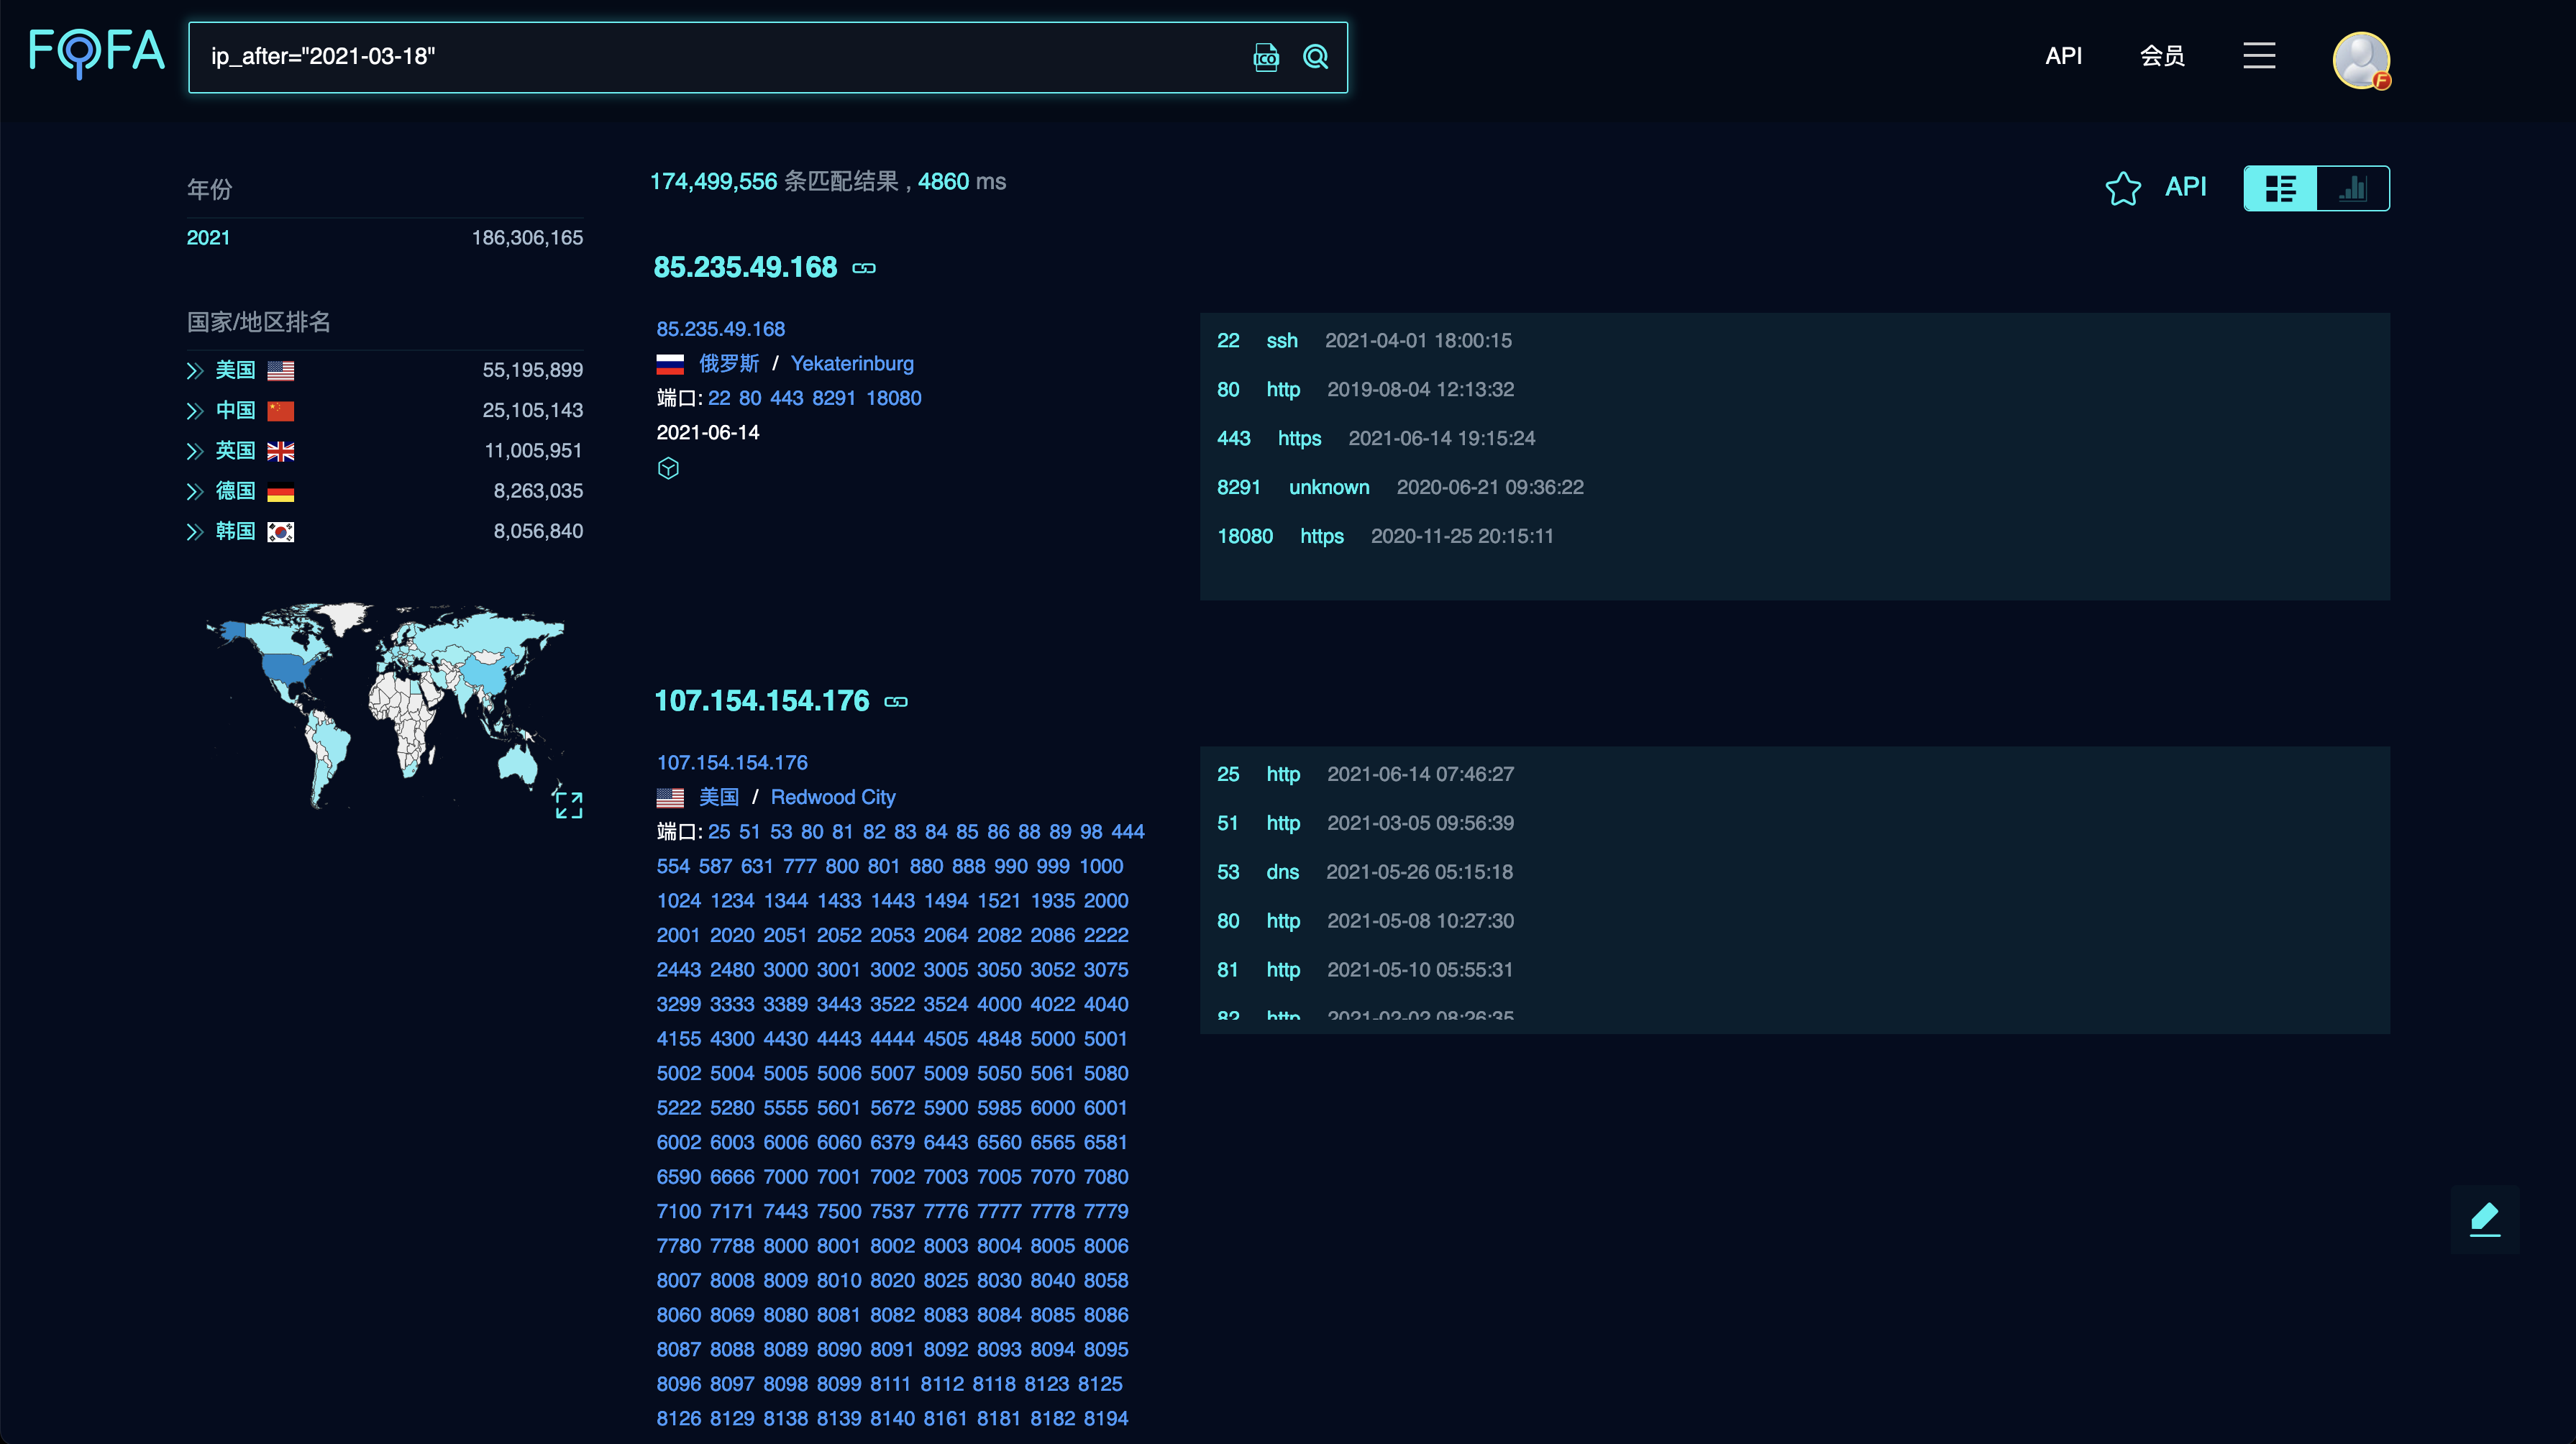 FOFA
ip_after="2021-03-18"
ICO
API
会员
F
年份
2021 186,306,165
国家/地区排名
美国 55,195,899
中国 25,105,143
英国 11,005,951
德国 8,263,035
韩国 8,056,840
174,499,556 条匹配结果 , 4860 ms
API
85.235.49.168
85.235.49.168
俄罗斯 / Yekaterinburg
端口: 22 80 443 8291 18080
2021-06-14
22 ssh 2021-04-01 18:00:15
80 http 2019-08-04 12:13:32
443 https 2021-06-14 19:15:24
8291 unknown 2020-06-21 09:36:22
18080 https 2020-11-25 20:15:11
107.154.154.176
107.154.154.176
美国 / Redwood City
端口: 25 51 53 80 81 82 83 84 85 86 88 89 98 444
554 587 631 777 800 801 880 888 990 999 1000
1024 1234 1344 1433 1443 1494 1521 1935 2000
2001 2020 2051 2052 2053 2064 2082 2086 2222
2443 2480 3000 3001 3002 3005 3050 3052 3075
3299 3333 3389 3443 3522 3524 4000 4022 4040
4155 4300 4430 4443 4444 4505 4848 5000 5001
5002 5004 5005 5006 5007 5009 5050 5061 5080
5222 5280 5555 5601 5672 5900 5985 6000 6001
6002 6003 6006 6060 6379 6443 6560 6565 6581
6590 6666 7000 7001 7002 7003 7005 7070 7080
7100 7171 7443 7500 7537 7776 7777 7778 7779
7780 7788 8000 8001 8002 8003 8004 8005 8006
8007 8008 8009 8010 8020 8025 8030 8040 8058
8060 8069 8080 8081 8082 8083 8084 8085 8086
8087 8088 8089 8090 8091 8092 8093 8094 8095
8096 8097 8098 8099 8111 8112 8118 8123 8125
8126 8129 8138 8139 8140 8161 8181 8182 8194
25 http 2021-06-14 07:46:27
51 http 2021-03-05 09:56:39
53 dns 2021-05-26 05:15:18
80 http 2021-05-08 10:27:30
81 http 2021-05-10 05:55:31
82 http 2021-02-02 08:26:35